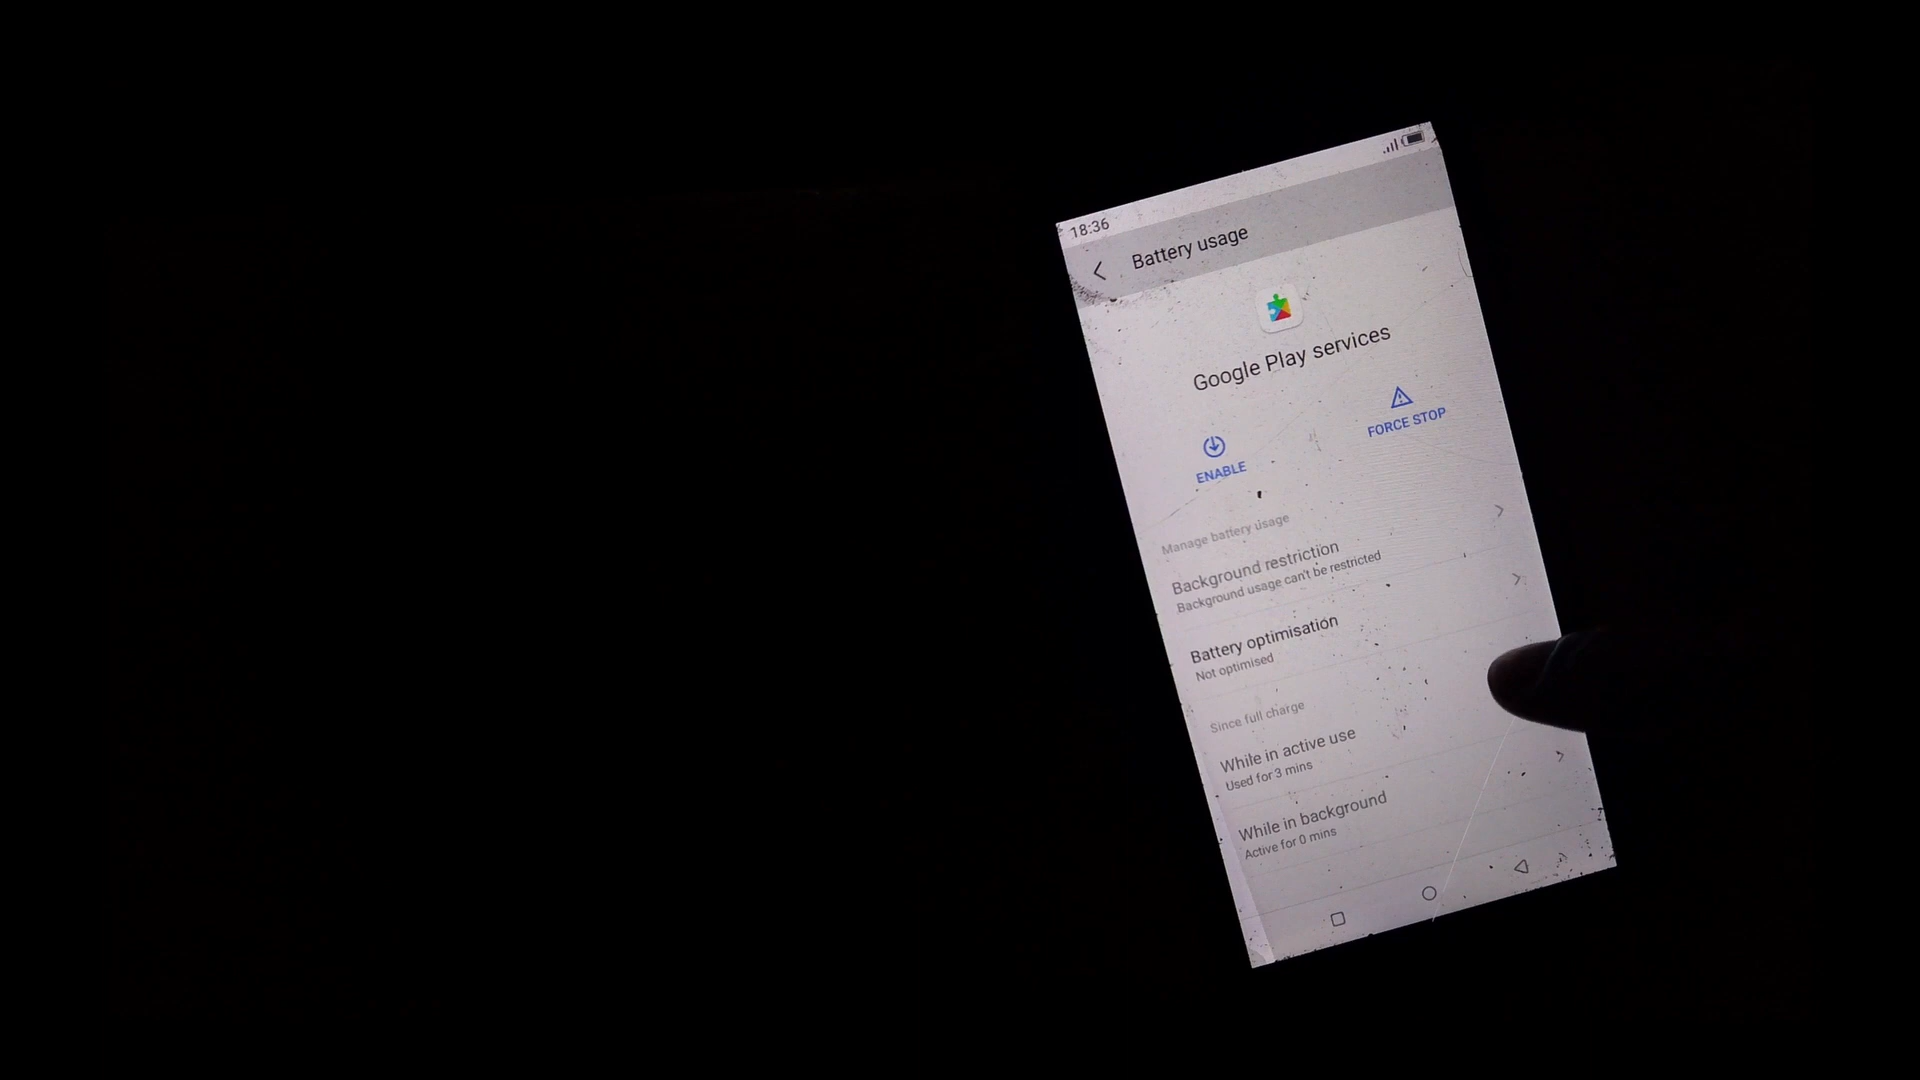 18:36
Battery usage
Google Play services
ENABLE
FORCE STOP
Manage battery usage
Background restriction
Background usage can't be restricted
Battery optimisation
Not optimised
Since full charge
While in active use
Used for 3 mins
While in background
Active for 0 mins